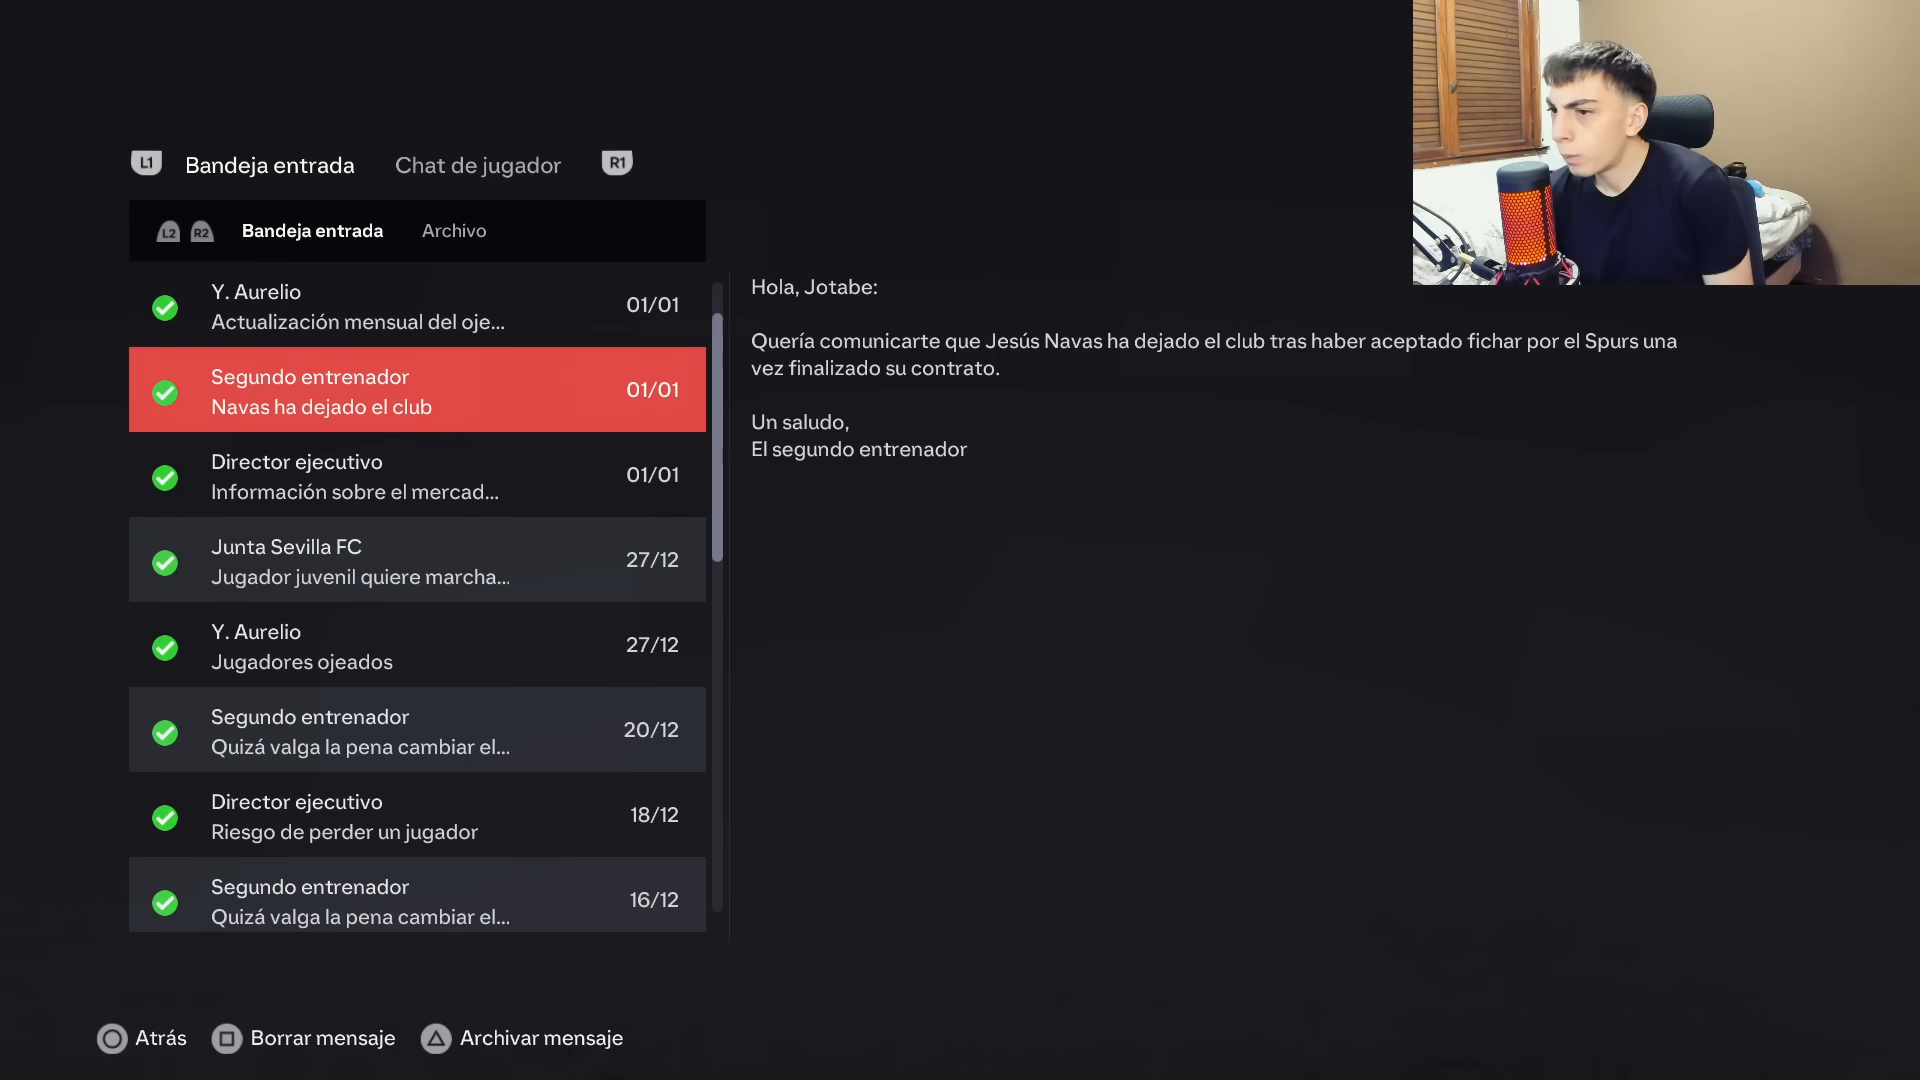 L1 Bandeja entrada Chat de jugador R1
L2 R2 Bandeja entrada Archivo
Y. Aurelio
Actualización mensual del oje...
01/01
Segundo entrenador
Navas ha dejado el club
01/01
Director ejecutivo
Información sobre el mercad...
01/01
Junta Sevilla FC
Jugador juvenil quiere marcha...
27/12
Y. Aurelio
Jugadores ojeados
27/12
Segundo entrenador
Quizá valga la pena cambiar el...
20/12
Director ejecutivo
Riesgo de perder un jugador
18/12
Segundo entrenador
Quizá valga la pena cambiar el...
16/12
Hola, Jotabe:
Quería comunicarte que Jesús Navas ha dejado el club tras haber aceptado fichar por el Spurs una
vez finalizado su contrato.
Un saludo,
El segundo entrenador
Atrás Borrar mensaje Archivar mensaje